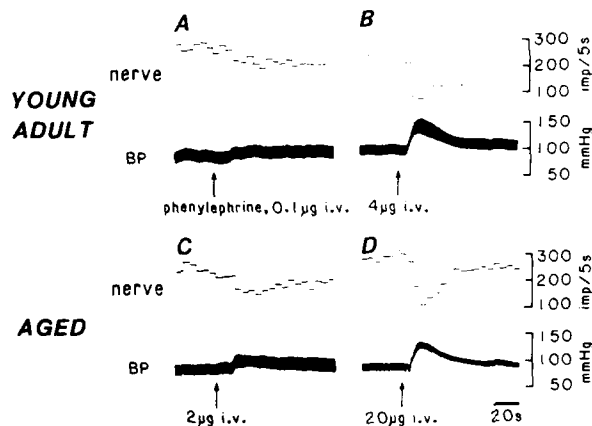 A
B
nerve
300
200
100
imp/5s
YOUNG
ADULT
BP
150
100
50
mmHg
phenylephrine, 0.1µg i.v.
4µg i.v.
C
D
nerve
300
200
100
imp/5s
AGED
BP
150
100
50
mmHg
2µg i.v.
20µg i.v.
20s